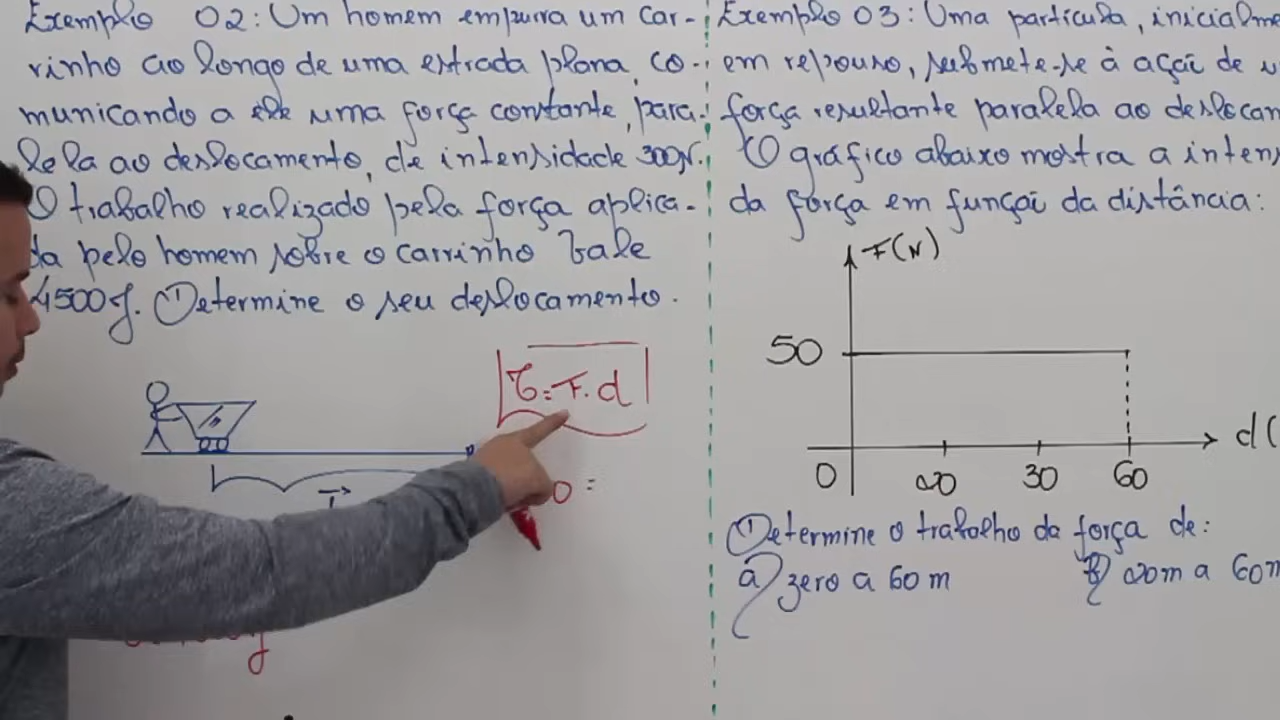 Exemplo 02: Um homem empurra um car-
rinho ao longo de uma estrada plana, co-
municando a ele uma força constante, para-
lela ao deslocamento, de intensidade 300N.
O trabalho realizado pela força aplica-
da pelo homem sobre o carrinho vale
4500J. Determine o seu deslocamento.
τ = F. d
0 =
Exemplo 03: Uma partícula, inicialme
em repouso, submete-se à ação de u
força resultante paralela ao deslocam
O gráfico abaixo mostra a intens
da força em função da distância:
F(N)
50
d(
0 20 30 60
Determine o trabalho da força de:
a) zero a 60 m
b) 20m a 60m